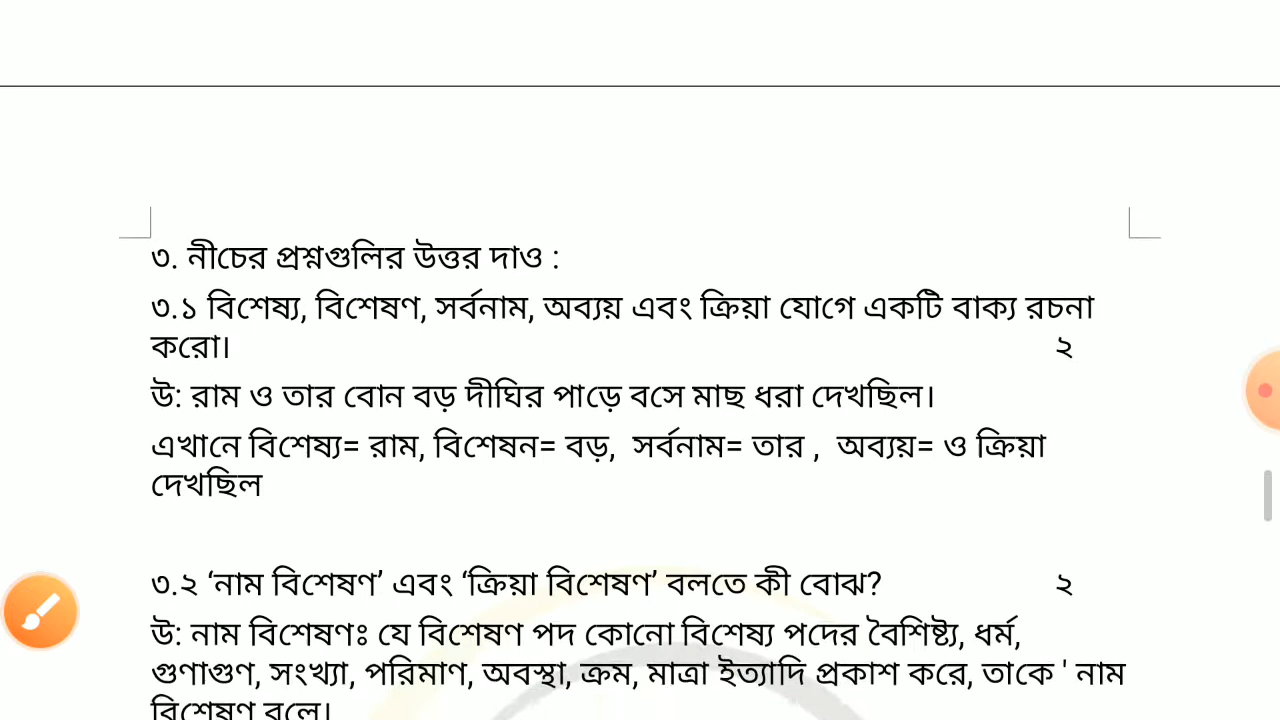 ৩. নীচের প্রশ্নগুলির উত্তর দাও :
৩.১ বিশেষ্য, বিশেষণ, সর্বনাম, অব্যয় এবং ক্রিয়া যোগে একটি বাক্য রচনা
করো। ২
উ: রাম ও তার বোন বড় দীঘির পাড়ে বসে মাছ ধরা দেখছিল।
এখানে বিশেষ্য= রাম, বিশেষন= বড়, সর্বনাম= তার , অব্যয়= ও ক্রিয়া
দেখছিল
৩.২ ‘নাম বিশেষণ’ এবং ‘ক্রিয়া বিশেষণ’ বলতে কী বোঝ? ২
উ: নাম বিশেষণঃ যে বিশেষণ পদ কোনো বিশেষ্য পদের বৈশিষ্ট্য, ধর্ম,
গুণাগুণ, সংখ্যা, পরিমাণ, অবস্থা, ক্রম, মাত্রা ইত্যাদি প্রকাশ করে, তাকে ' নাম
বিশেষণ বলে।